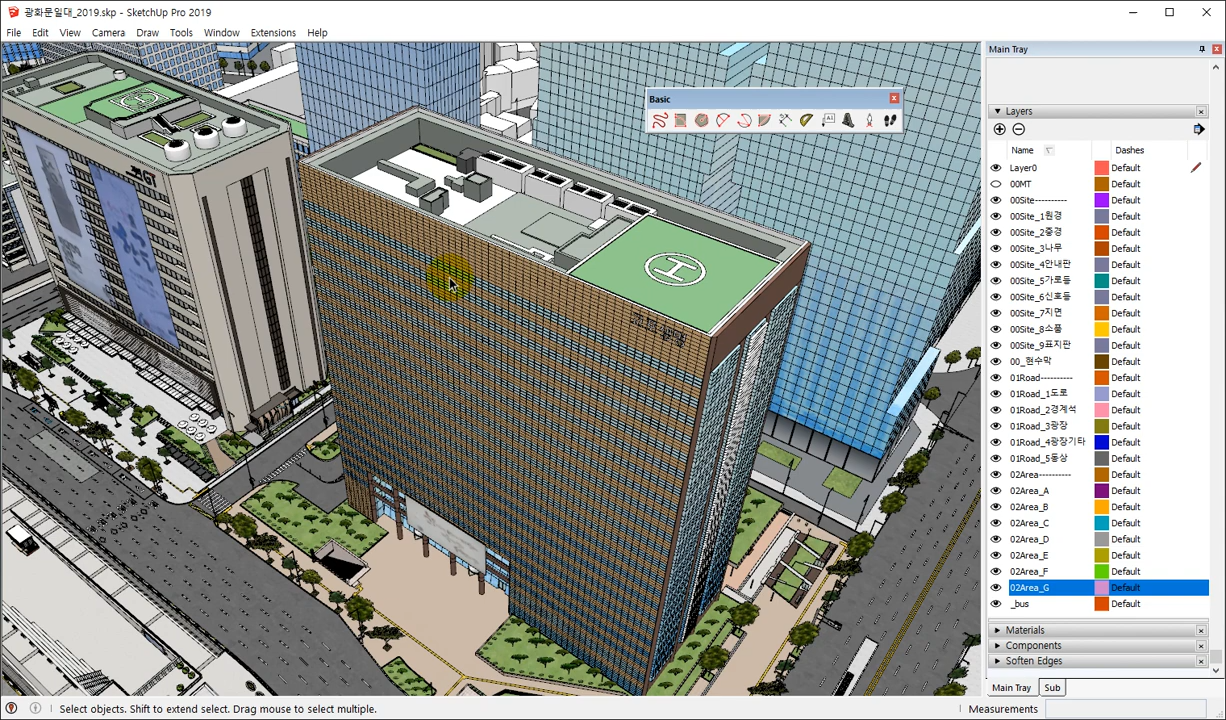 광화문일대_2019.skp - SketchUp Pro 2019
File Edit View Camera Draw Tools Window Extensions Help
Main Tray
Basic
Layers
Name Dashes
Layer0 Default
00MT Default
00Site---------- Default
00Site_1원경 Default
00Site_2중경 Default
00Site_3나무 Default
00Site_4안내판 Default
00Site_5가로등 Default
00Site_6신호등 Default
00Site_7지면 Default
00Site_8소품 Default
00Site_9표지판 Default
00_현수막 Default
01Road---------- Default
01Road_1도로 Default
01Road_2경계석 Default
01Road_3광장 Default
01Road_4광장기타 Default
01Road_5동상 Default
02Area---------- Default
02Area_A Default
02Area_B Default
02Area_C Default
02Area_D Default
02Area_E Default
02Area_F Default
02Area_G Default
_bus Default
Materials
Components
Soften Edges
Main Tray Sub
Select objects. Shift to extend select. Drag mouse to select multiple.
Measurements
H
H